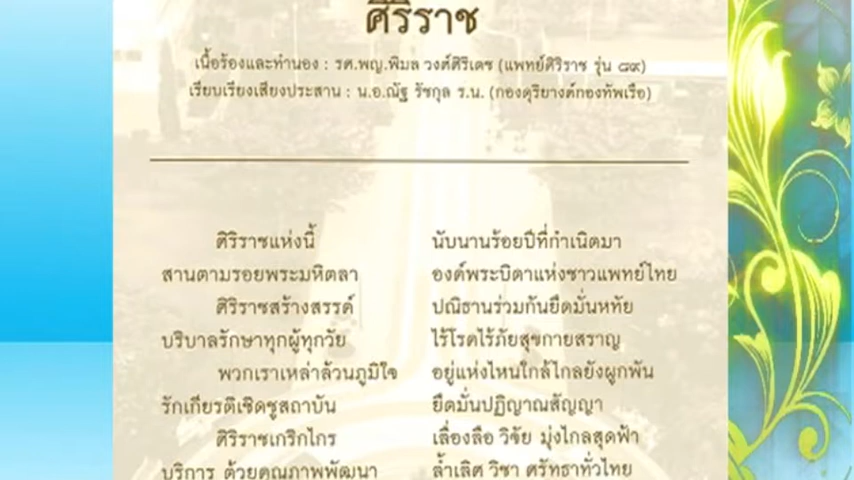 ศิริราช
เนื้อร้องและทำนอง : รศ.พญ.พิมล วงศ์ศิริเดช (แพทย์ศิริราช รุ่น ๘๙)
เรียบเรียงเสียงประสาน : น.อ.ณัฐ รัชกุล ร.น. (กองดุริยางค์กองทัพเรือ)
ศิริราชแห่งนี้ นับนานร้อยปีที่กำเนิดมา
สานตามรอยพระมหิตลา องค์พระบิดาแห่งชาวแพทย์ไทย
ศิริราชสร้างสรรค์ ปณิธานร่วมกันยึดมั่นหทัย
บริบาลรักษาทุกผู้ทุกวัย ไร้โรคไร้ภัยสุขกายสราญ
พวกเราเหล่าล้วนภูมิใจ อยู่แห่งไหนใกล้ไกลยังผูกพัน
รักเกียรติเชิดชูสถาบัน ยึดมั่นปฏิญาณสัญญา
ศิริราชเกริกไกร เลื่องลือ วิจัย มุ่งไกลสุดฟ้า
บริการ ด้วยคุณภาพพัฒนา ล้ำเลิศ วิชา ศรัทธาทั่วไทย